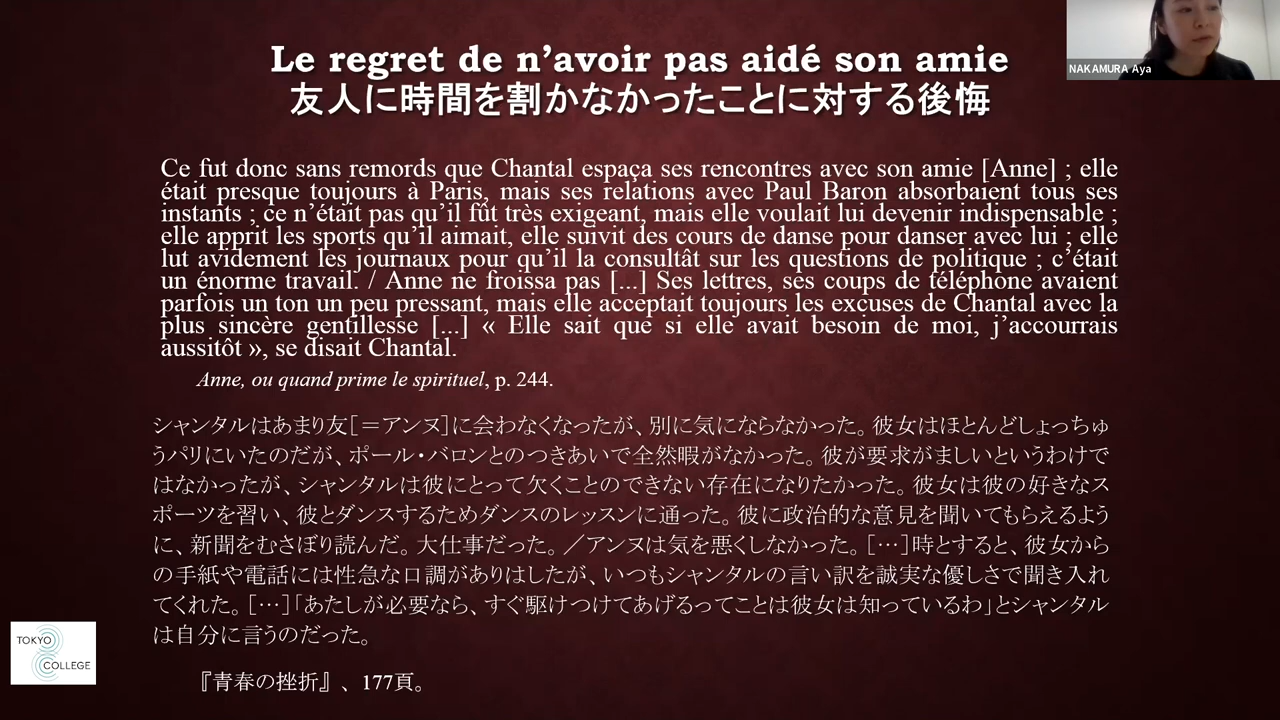 Le regret de n’avoir pas aidé son amie
友人に時間を割かなかったことに対する後悔
NAKAMURA Aya
Ce fut donc sans remords que Chantal espaça ses rencontres avec son amie [Anne] ; elle
était presque toujours à Paris, mais ses relations avec Paul Baron absorbaient tous ses
instants ; ce n’était pas qu’il fût très exigeant, mais elle voulait lui devenir indispensable ;
elle apprit les sports qu’il aimait, elle suivit des cours de danse pour danser avec lui ; elle
lut avidement les journaux pour qu’il la consultât sur les questions de politique ; c’était
un énorme travail. / Anne ne froissa pas [...] Ses lettres, ses coups de téléphone avaient
parfois un ton un peu pressant, mais elle acceptait toujours les excuses de Chantal avec la
plus sincère gentillesse [...] « Elle sait que si elle avait besoin de moi, j’accourrais
aussitôt », se disait Chantal.
Anne, ou quand prime le spirituel, p. 244.
シャンタルはあまり友［＝アンヌ］に会わなくなったが、別に気にならなかった。彼女はほとんどしょっちゅ
うパリにいたのだが、ポール・バロンとのつきあいで全然暇がなかった。彼が要求がましいというわけで
はなかったが、シャンタルは彼にとって欠くことのできない存在になりたかった。彼女は彼の好きなス
ポーツを習い、彼とダンスするためダンスのレッスンに通った。彼に政治的な意見を聞いてもらえるよう
に、新聞をむさぼり読んだ。大仕事だった。／アンヌは気を悪くしなかった。［…］時とすると、彼女から
の手紙や電話には性急な口調がありはしたが、いつもシャンタルの言い訳を誠実な優しさで聞き入れ
てくれた。［…］「あたしが必要なら、すぐ駆けつけてあげるってことは彼女は知っているわ」とシャンタル
は自分に言うのだった。
『青春の挫折』、177頁。
TOKYO
COLLEGE